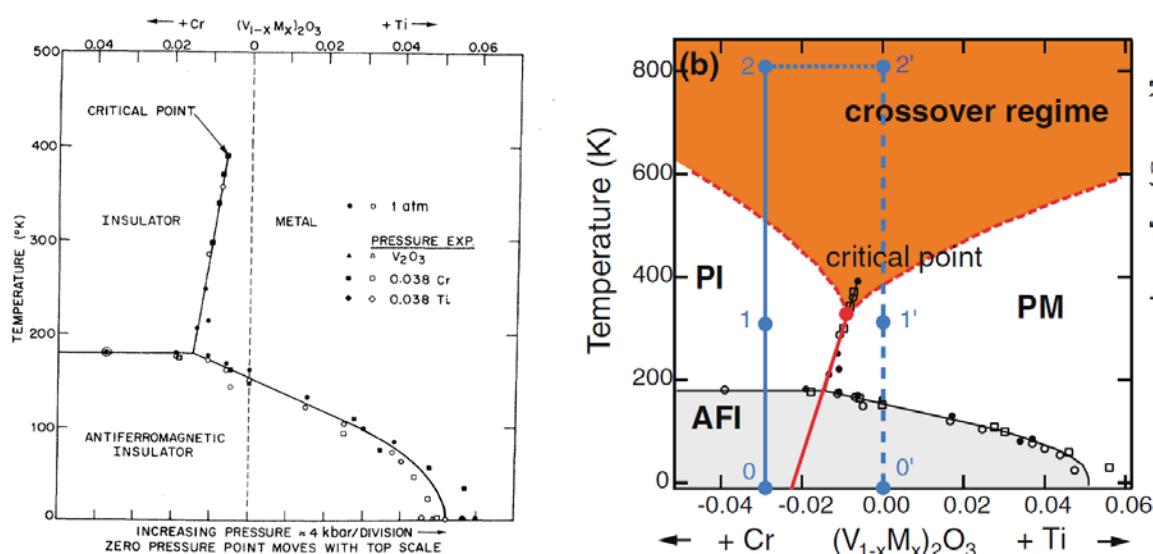 ← + Cr (V1-XMX)2O3 + Ti →
0.04 0.02 0 0.02 0.04 0.06
500
400
300
200
100
0
TEMPERATURE (°K)
CRITICAL POINT
INSULATOR
METAL
1 atm
PRESSURE EXP.
V2O3
0.038 Cr
0.038 Ti
ANTIFERROMAGNETIC
INSULATOR
INCREASING PRESSURE ≈ 4 kbar/DIVISION
ZERO PRESSURE POINT MOVES WITH TOP SCALE
(b)
2
2'
crossover regime
critical point
PI
PM
1
1'
AFI
0
0'
800
600
400
200
0
Temperature (K)
-0.04 -0.02 0.00 0.02 0.04 0.06
← + Cr (V1-xMx)2O3 + Ti →